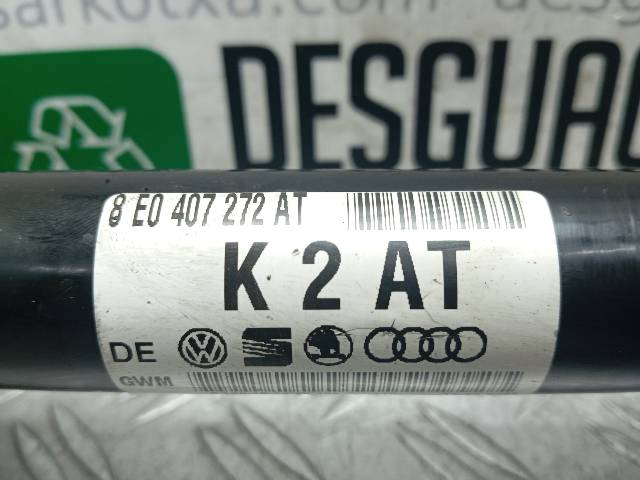 DESGUAC
8 E0 407 272 AT
K 2 AT
DE
GWM